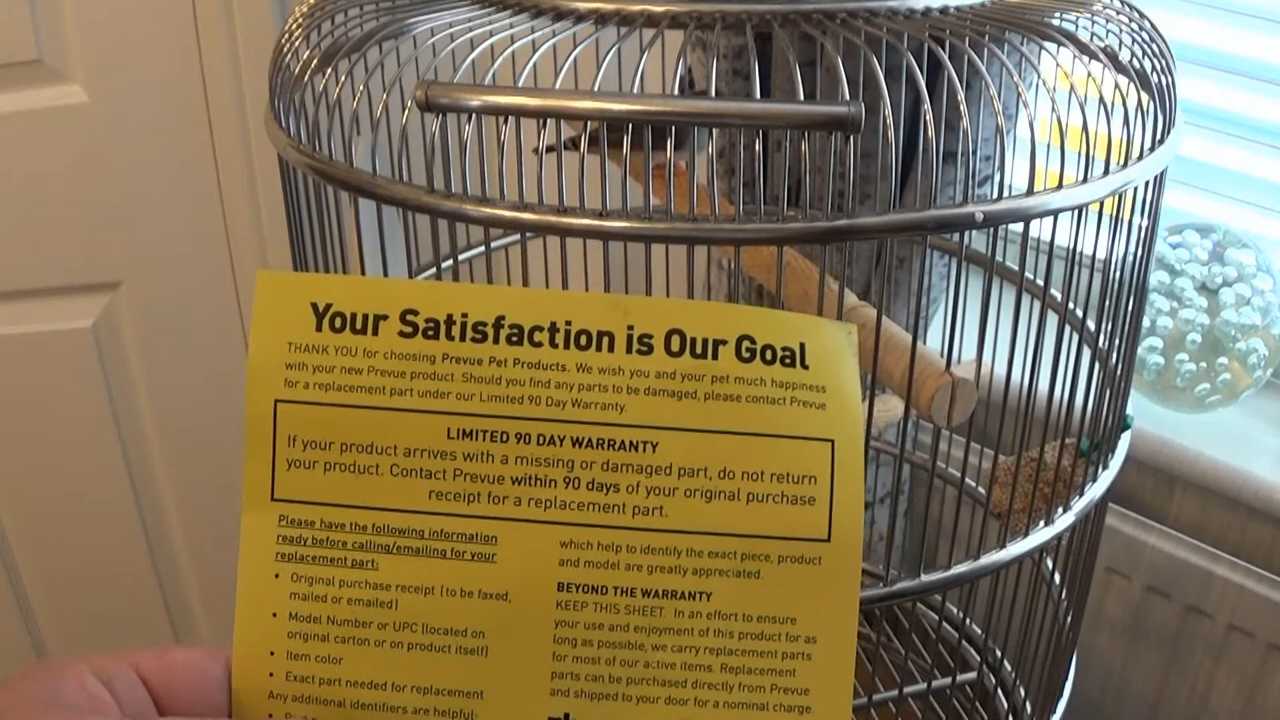 Your Satisfaction is Our Goal
THANK YOU for choosing Prevue Pet Products. We wish you and your pet much happiness
with your new Prevue product. Should you find any parts to be damaged, please contact Prevue
for a replacement part under our Limited 90 Day Warranty.
LIMITED 90 DAY WARRANTY
If your product arrives with a missing or damaged part, do not return
your product. Contact Prevue within 90 days of your original purchase
receipt for a replacement part.
Please have the following information
ready before calling/emailing for your
replacement part:
• Original purchase receipt (to be faxed,
mailed or emailed)
• Model Number or UPC (located on
original carton or on product itself)
• Item color
• Exact part needed for replacement
Any additional identifiers are helpful:
which help to identify the exact piece, product
and model are greatly appreciated.
BEYOND THE WARRANTY
KEEP THIS SHEET. In an effort to ensure
your use and enjoyment of this product for as
long as possible, we carry replacement parts
for most of our active items. Replacement
parts can be purchased directly from Prevue
and shipped to your door for a nominal charge.